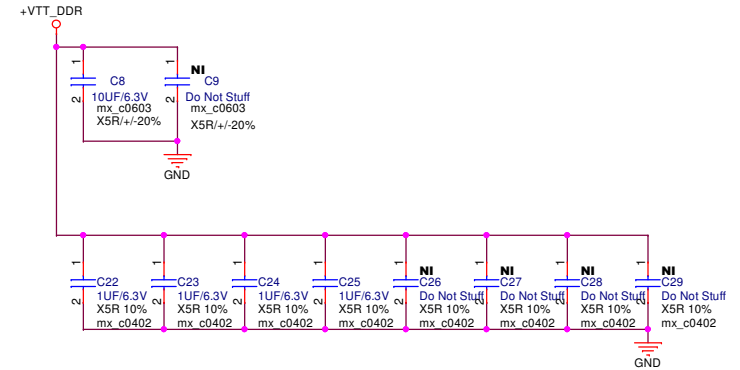 +VTT_DDR
1
2
C8
10UF/6.3V
mx_c0603
X5R/+/-20%
1
2
NI
C9
Do Not Stuff
mx_c0603
X5R/+/-20%
GND
1
2
C22
1UF/6.3V
X5R 10%
mx_c0402
1
2
C23
1UF/6.3V
X5R 10%
mx_c0402
1
2
C24
1UF/6.3V
X5R 10%
mx_c0402
1
2
C25
1UF/6.3V
X5R 10%
mx_c0402
1
2
NI
C26
Do Not Stuff
X5R 10%
mx_c0402
1
2
NI
C27
Do Not Stuff
X5R 10%
mx_c0402
1
2
NI
C28
Do Not Stuff
X5R 10%
mx_c0402
1
2
NI
C29
Do Not Stuff
X5R 10%
mx_c0402
GND